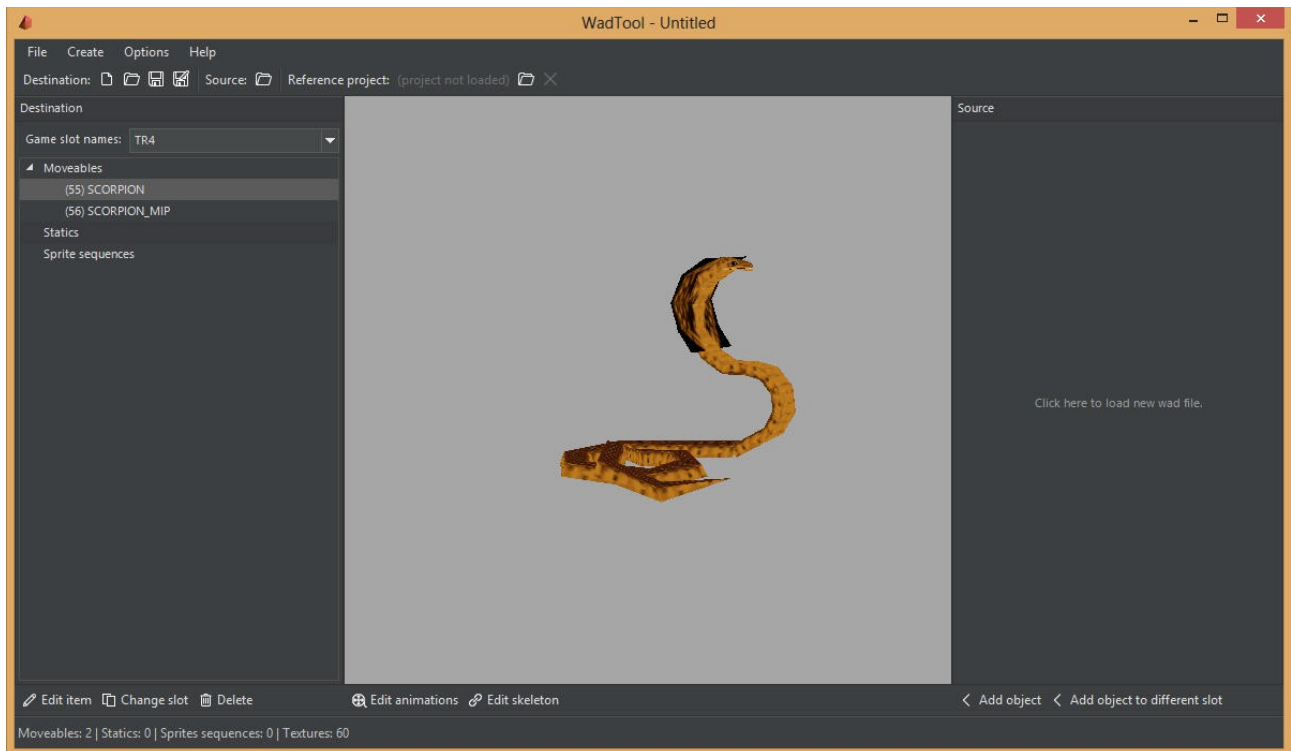 WadTool - Untitled
File Create Options Help
Destination: Source: Reference project: (project not loaded)
Destination
Source
Game slot names: TR4
Moveables
(55) SCORPION
(56) SCORPION_MIP
Statics
Sprite sequences
Click here to load new wad file.
Edit item Change slot Delete
Edit animations Edit skeleton
Add object Add object to different slot
Moveables: 2 | Statics: 0 | Sprites sequences: 0 | Textures: 60